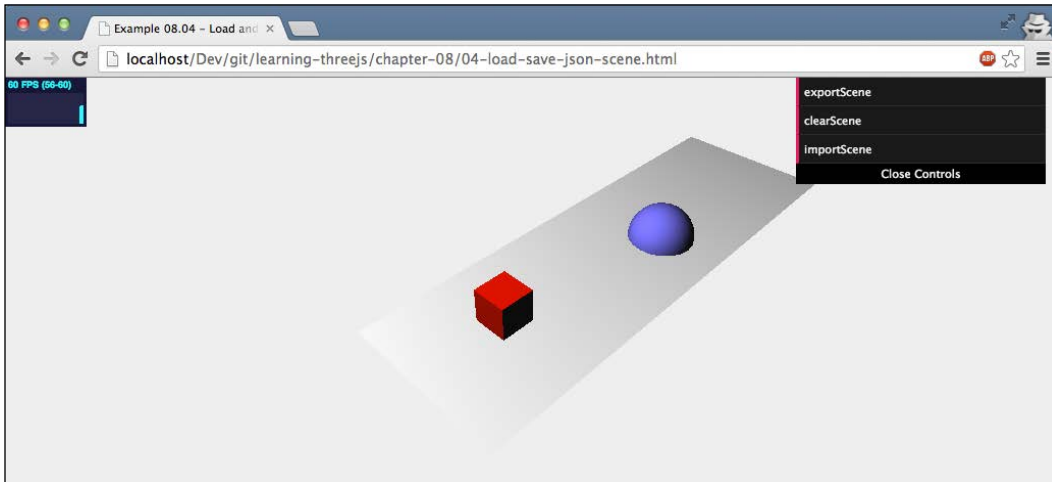 Example 08.04 – Load and
localhost/Dev/git/learning-threejs/chapter-08/04-load-save-json-scene.html
ABP
60 FPS (56-60)
exportScene
clearScene
importScene
Close Controls